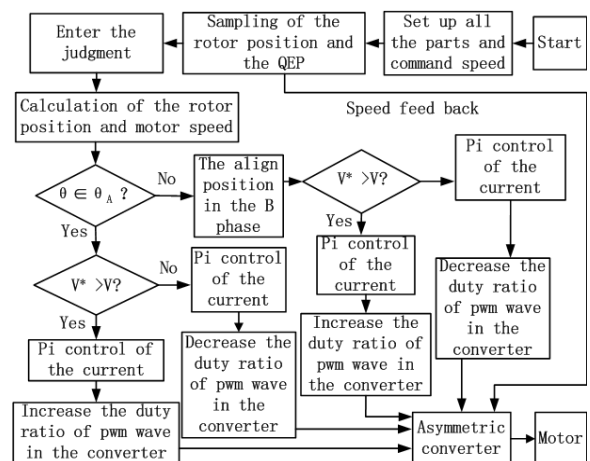 Enter the
judgment
Sampling of the
rotor position and
the QEP
Set up all
the parts and
command speed
Start
Calculation of the rotor
position and motor speed
Speed feed back
θ ∈ θ A ?
No
Yes
The align
position
in the B
phase
V* >V?
Yes
Pi control
of the
current
V* >V?
No
Yes
Pi control
of the
current
Pi control
of the
current
Decrease the
duty ratio
of pwm wave
in the
converter
Increase the
duty ratio of
pwm wave in
the converter
Pi control of
the current
Decrease the
duty ratio
of pwm wave
in the
converter
Increase the duty
ratio of pwm wave
in the converter
Asymmetric
converter
Motor